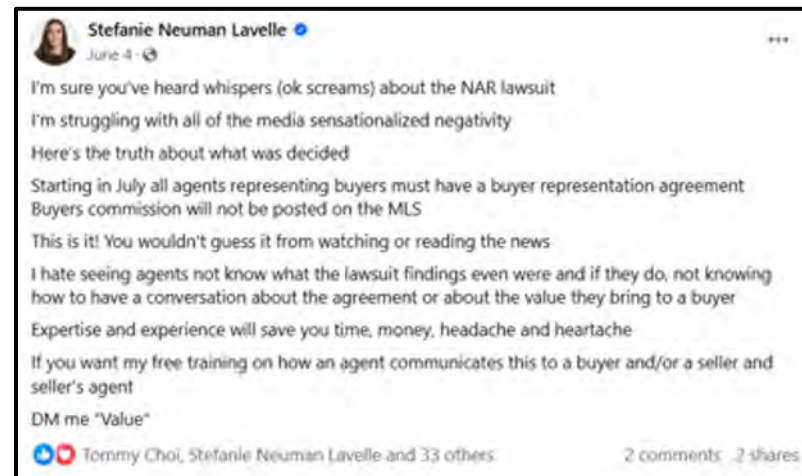 Stefanie Neuman Lavelle
June 4 ·
I'm sure you've heard whispers (ok screams) about the NAR lawsuit
I'm struggling with all of the media sensationalized negativity
Here's the truth about what was decided
Starting in July all agents representing buyers must have a buyer representation agreement
Buyers commission will not be posted on the MLS
This is it! You wouldn't guess it from watching or reading the news
I hate seeing agents not know what the lawsuit findings even were and if they do, not knowing
how to have a conversation about the agreement or about the value they bring to a buyer
Expertise and experience will save you time, money, headache and heartache
If you want my free training on how an agent communicates this to a buyer and/or a seller and
seller's agent
DM me "Value"
Tommy Choi, Stefanie Neuman Lavelle and 33 others 2 comments 2 shares